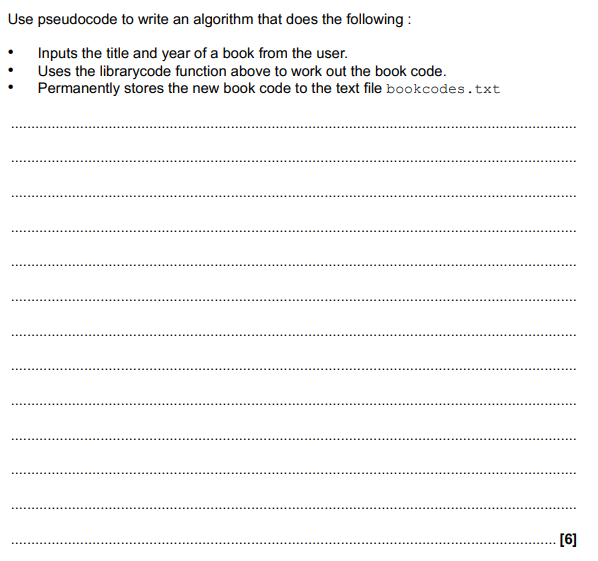 Use pseudocode to write an algorithm that does the following :
• Inputs the title and year of a book from the user.
• Uses the librarycode function above to work out the book code.
• Permanently stores the new book code to the text file bookcodes.txt
[6]